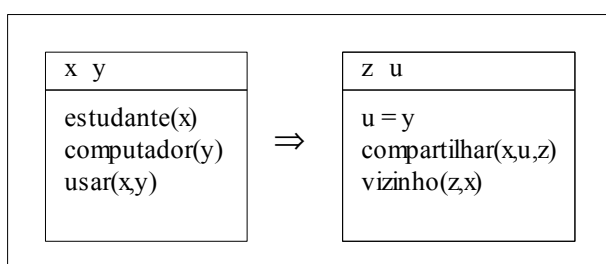 x y
estudante(x)
computador(y)
usar(x,y)
⇒
z u
u = y
compartilhar(x,u,z)
vizinho(z,x)